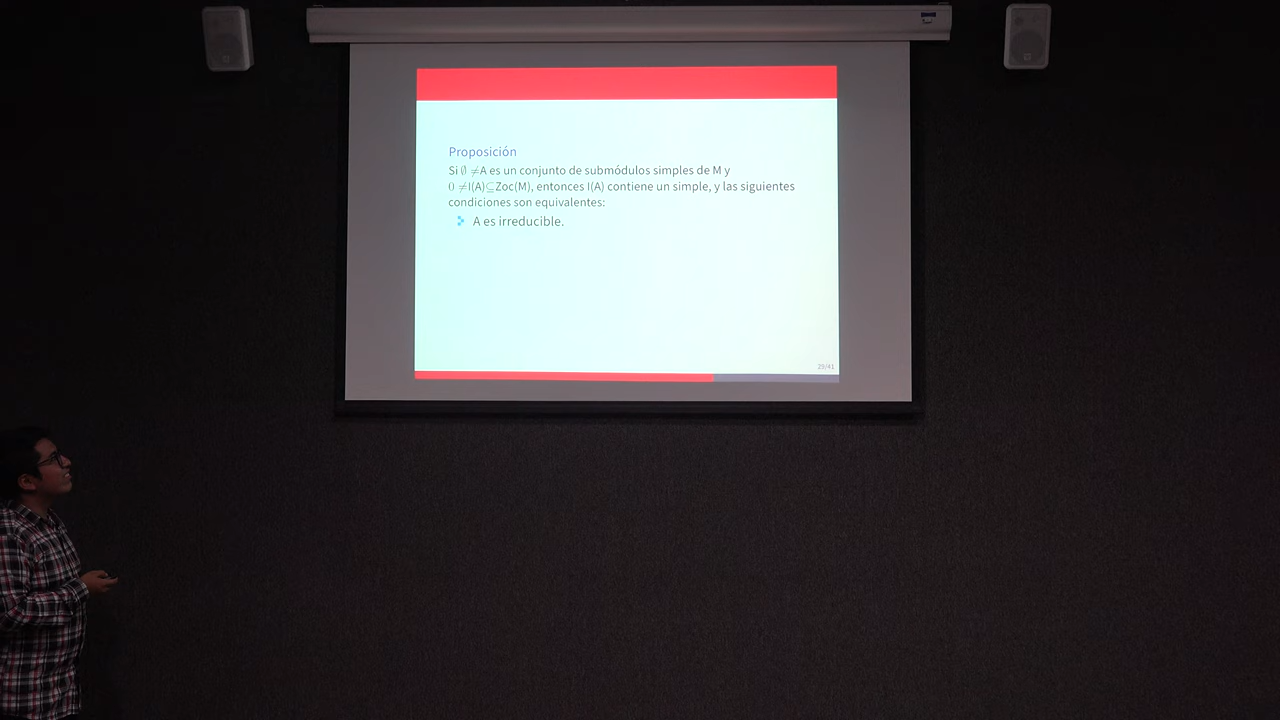 Proposición
Si ∅ ≠A es un conjunto de submódulos simples de M y
0 ≠I(A)⊆Zoc(M), entonces I(A) contiene un simple, y las siguientes
condiciones son equivalentes:
A es irreducible.
29/41